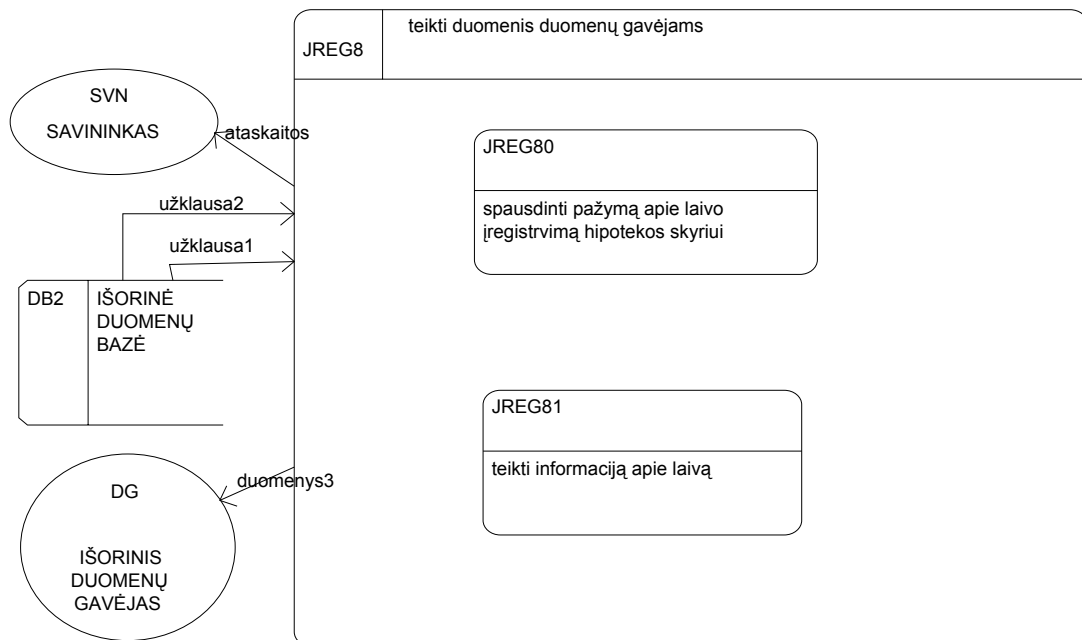 teikti duomenis duomenų gavėjams
JREG8
SVN
SAVININKAS
ataskaitos
JREG80
spausdinti pažymą apie laivo
įregistrvimą hipotekos skyriui
užklausa2
užklausa1
DB2
IŠORINĖ
DUOMENŲ
BAZĖ
JREG81
teikti informaciją apie laivą
duomenys3
DG
IŠORINIS
DUOMENŲ
GAVĖJAS